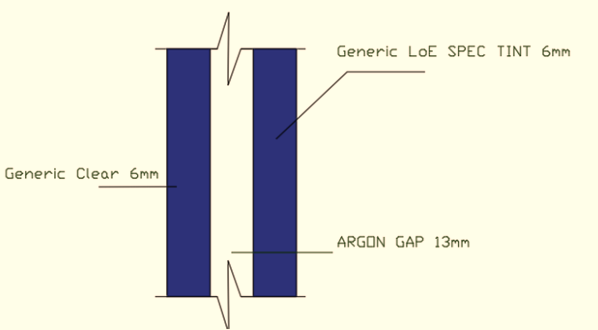 Generic LoE SPEC TINT 6mm
Generic Clear 6mm
ARGON GAP 13mm